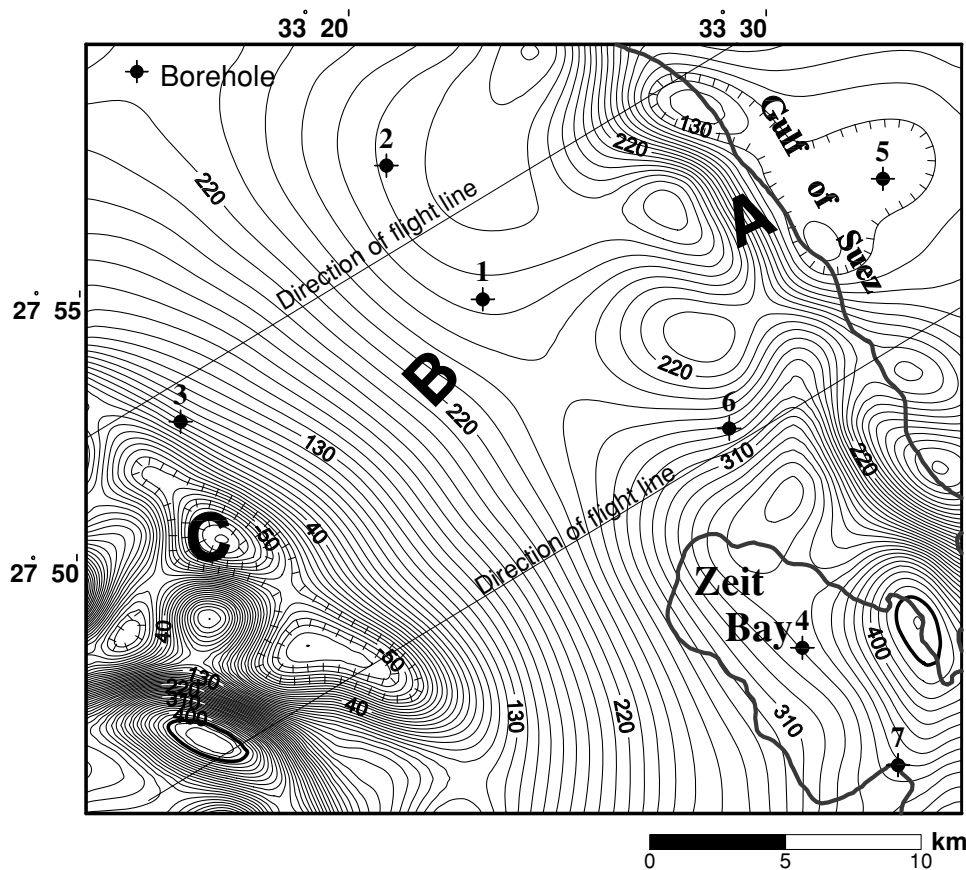 33° 20'
33° 30'
Borehole
130
Gulf
of
Suez
2
220
5
220
A
Direction of flight line
1
27° 55'
B
220
220
3
6
130
310
220
C
-50
40
Direction of flight line
27° 50'
Zeit
Bay
4
40
400
-50
130
220
310
400
40
130
220
310
7
km
0 5 10